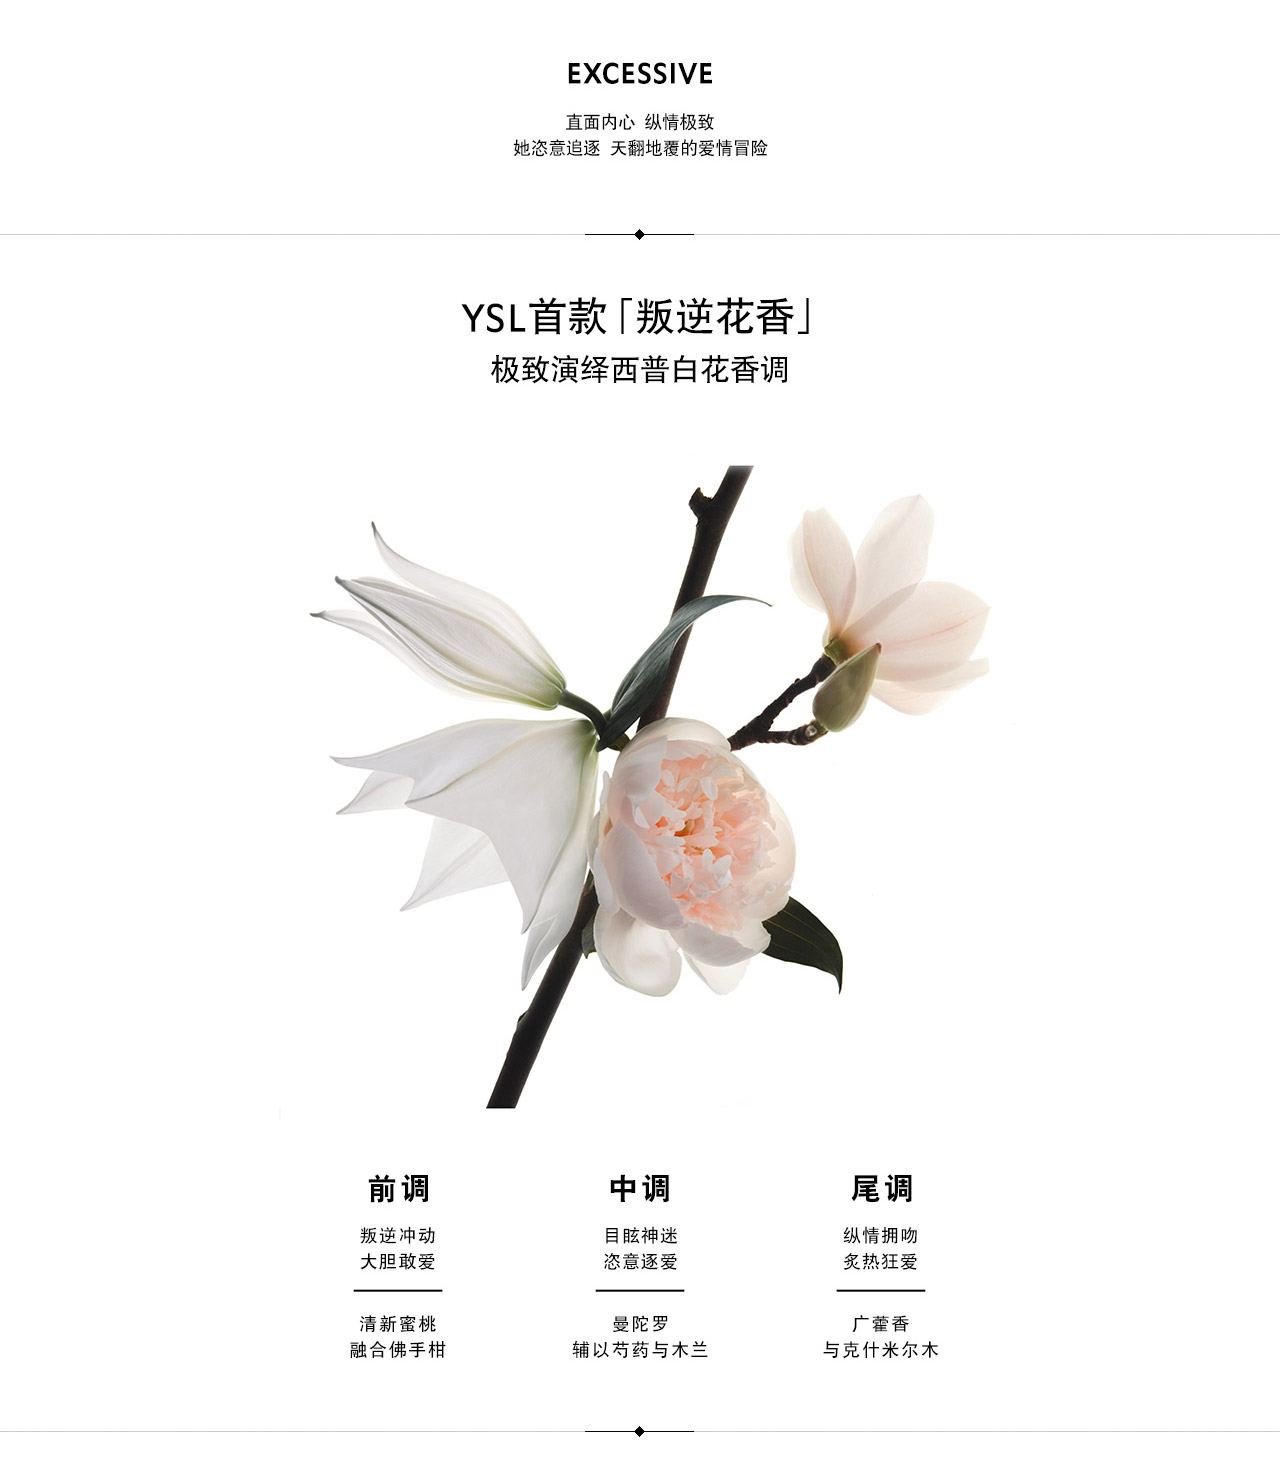 EXCESSIVE
直面内心 纵情极致
她恣意追逐 天翻地覆的爱情冒险
YSL首款「叛逆花香」
极致演绎西普白花香调
前调
叛逆冲动
大胆敢爱
清新蜜桃
融合佛手柑
中调
目眩神迷
恣意逐爱
曼陀罗
辅以芍药与木兰
尾调
纵情拥吻
炙热狂爱
广藿香
与克什米尔木